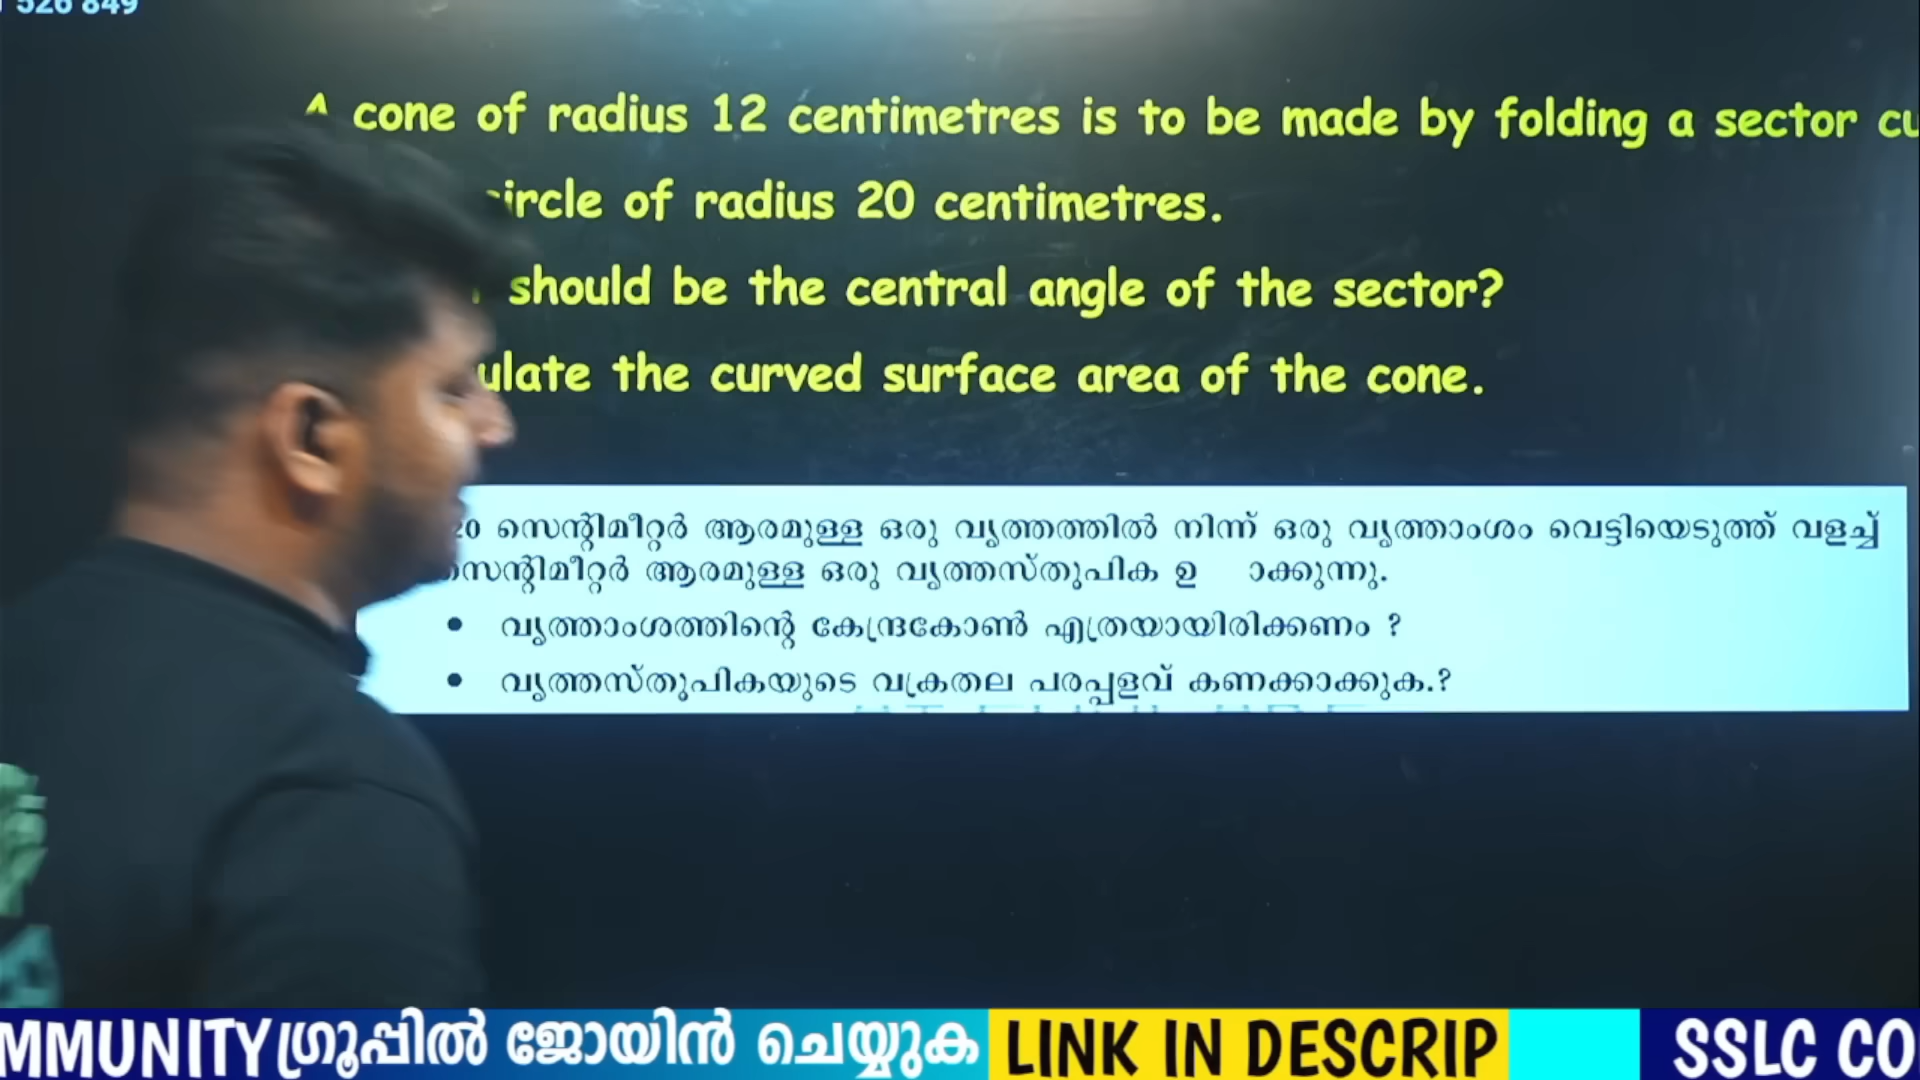 526 849
A cone of radius 12 centimetres is to be made by folding a sector cu
circle of radius 20 centimetres.
should be the central angle of the sector?
ulate the curved surface area of the cone.
20 സെന്റിമീറ്റർ ആരമുള്ള ഒരു വൃത്തത്തിൽ നിന്ന് ഒരു വൃത്താംശം വെട്ടിയെടുത്ത് വളച്ച്
സെന്റിമീറ്റർ ആരമുള്ള ഒരു വൃത്തസ്തൂപിക ഉ ാക്കുന്നു.
• വൃത്താംശത്തിന്റെ കേന്ദ്രകോൺ എത്രയായിരിക്കണം ?
• വൃത്തസ്തൂപികയുടെ വക്രതല പരപ്പളവ് കണക്കാക്കുക.?
MMUNITY ഗ്രൂപ്പിൽ ജോയിൻ ചെയ്യുക LINK IN DESCRIP SSLC CO